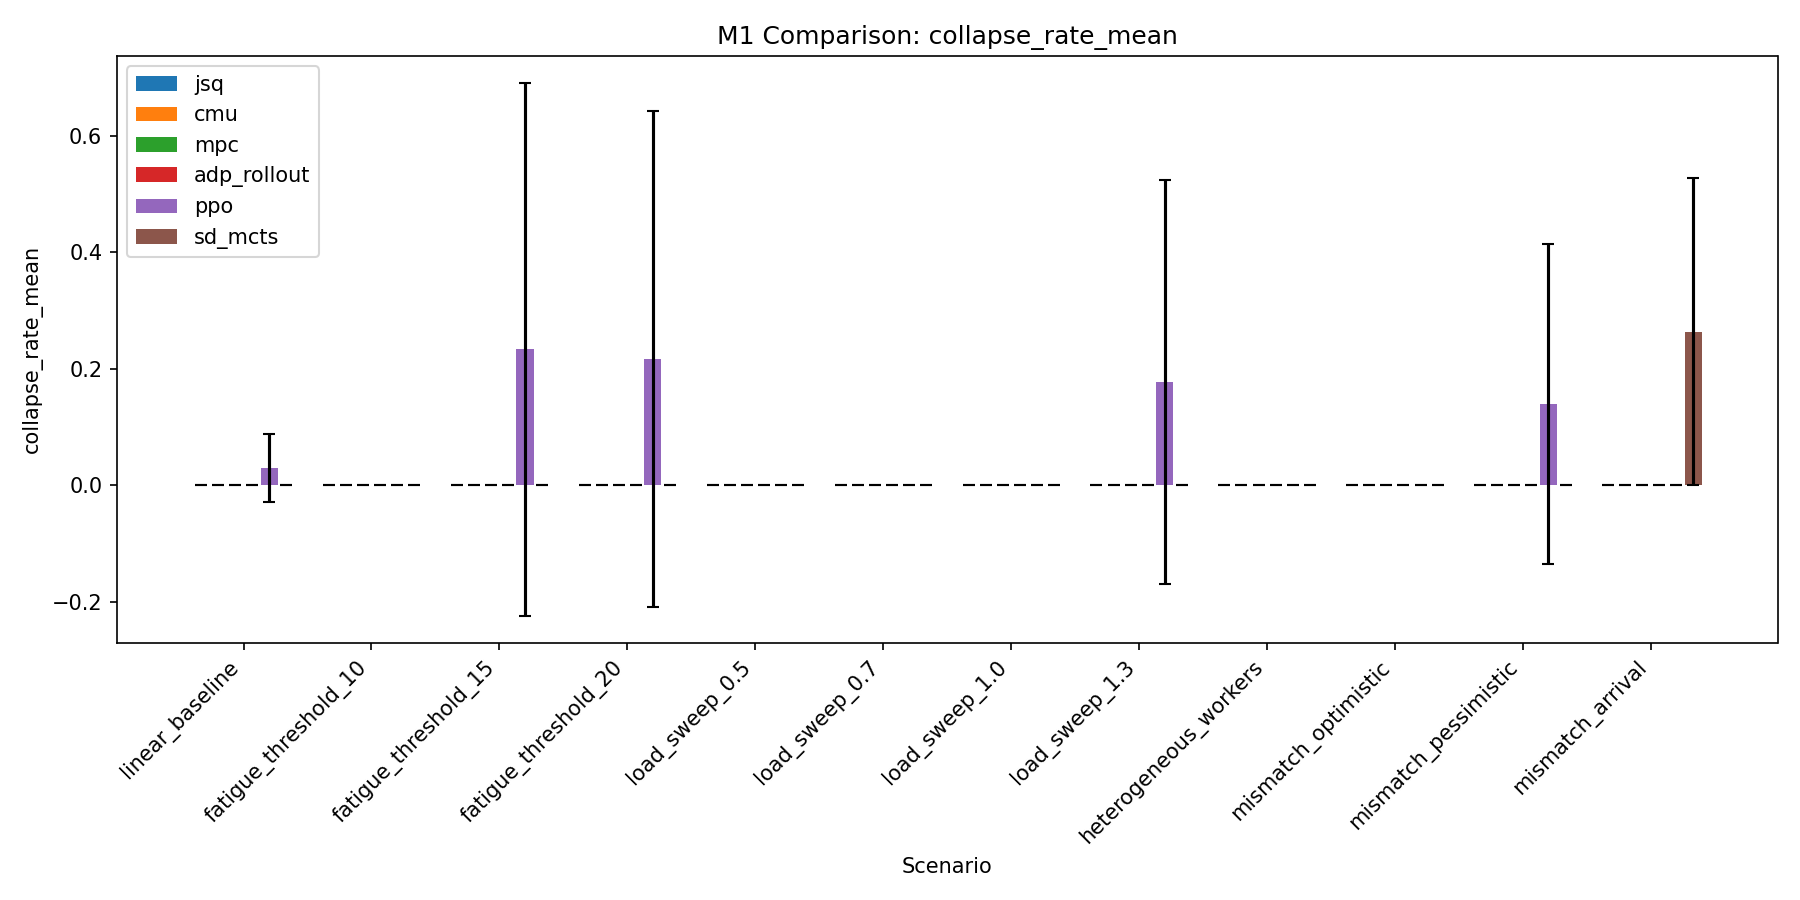 M1 Comparison: collapse_rate_mean
jsq
cmu
mpc
adp_rollout
ppo
sd_mcts
collapse_rate_mean
0.6
0.4
0.2
0.0
−0.2
linear_baseline
fatigue_threshold_10
fatigue_threshold_15
fatigue_threshold_20
load_sweep_0.5
load_sweep_0.7
load_sweep_1.0
load_sweep_1.3
heterogeneous_workers
mismatch_optimistic
mismatch_pessimistic
mismatch_arrival
Scenario